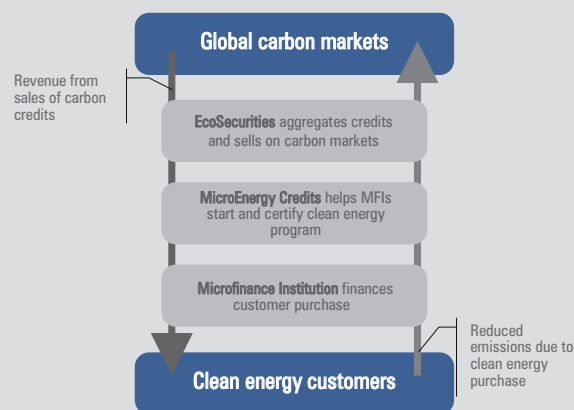 Global carbon markets
Revenue from
sales of carbon
credits
EcoSecurities aggregates credits
and sells on carbon markets
MicroEnergy Credits helps MFIs
start and certify clean energy
program
Microfinance Institution finances
customer purchase
Reduced
emissions due to
clean energy
purchase
Clean energy customers